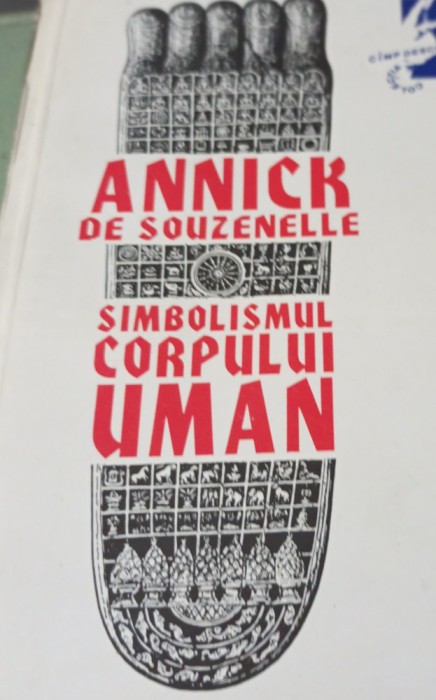 ANNICK
DE SOUZENELLE
SIMBOLISMUL
CORPULUI
UMAN